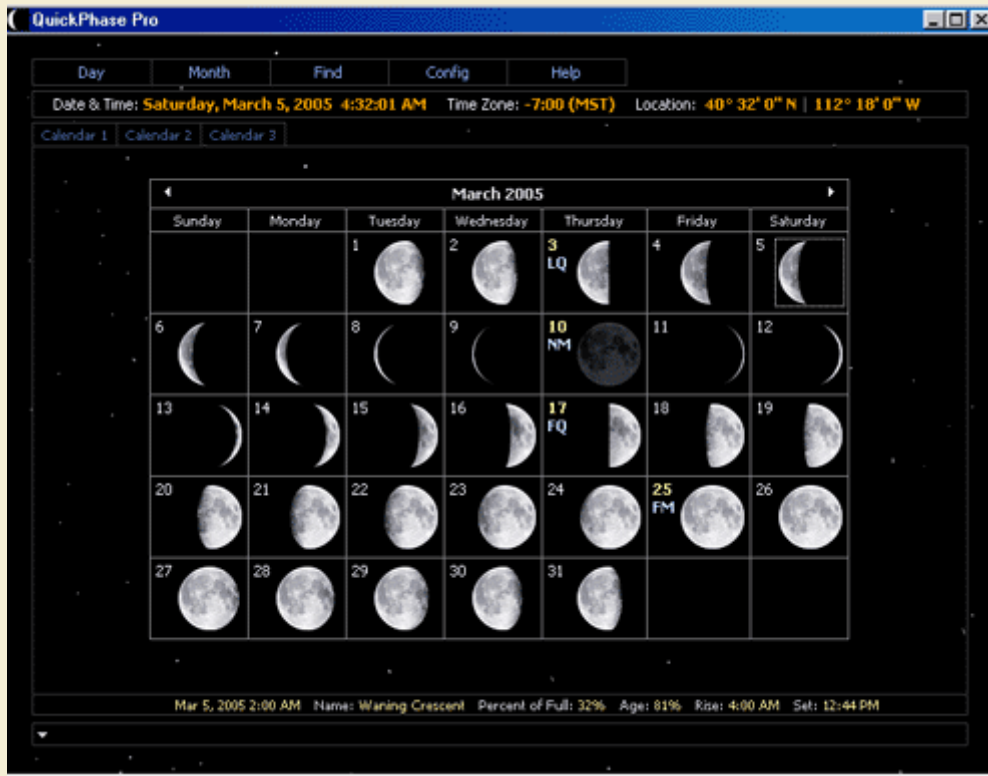 QuickPhase Pro
Day Month Find Config Help
Date & Time: Saturday, March 5, 2005 4:32:01 AM Time Zone: -7:00 (MST) Location: 40° 32' 0" N | 112° 18' 0" W
Calendar 1 Calendar 2 Calendar 3
March 2005
Sunday Monday Tuesday Wednesday Thursday Friday Saturday
1 2 3 4 5
LQ
6 7 8 9 10 11 12
NM
13 14 15 16 17 18 19
FQ
20 21 22 23 24 25 26
FM
27 28 29 30 31
Mar 5, 2005 2:00 AM Name: Waning Crescent Percent of Full: 32% Age: 81% Rise: 4:00 AM Set: 12:44 PM